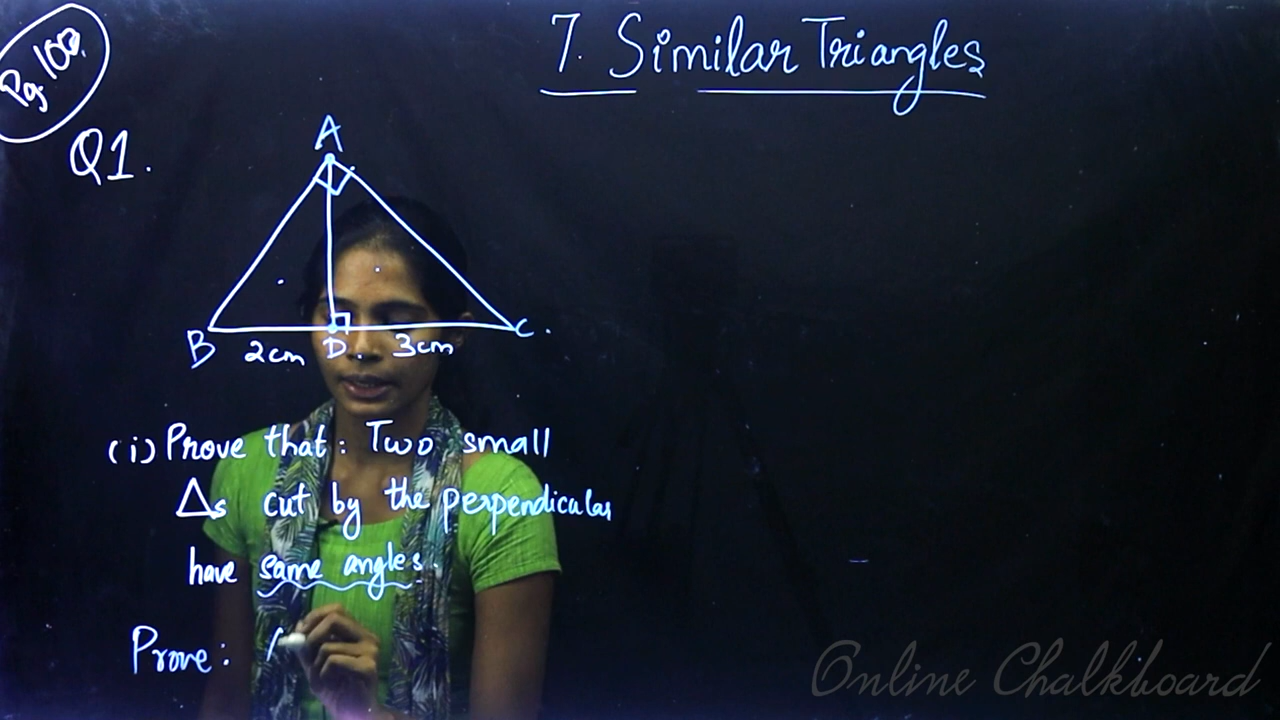 Pg.100.
7. Similar Triangles
Q1.
A
B 2cm D. 3cm C.
(i) Prove that: Two small
Δs cut by the perpendicular
have same angles.
Prove:
Online Chalkboard